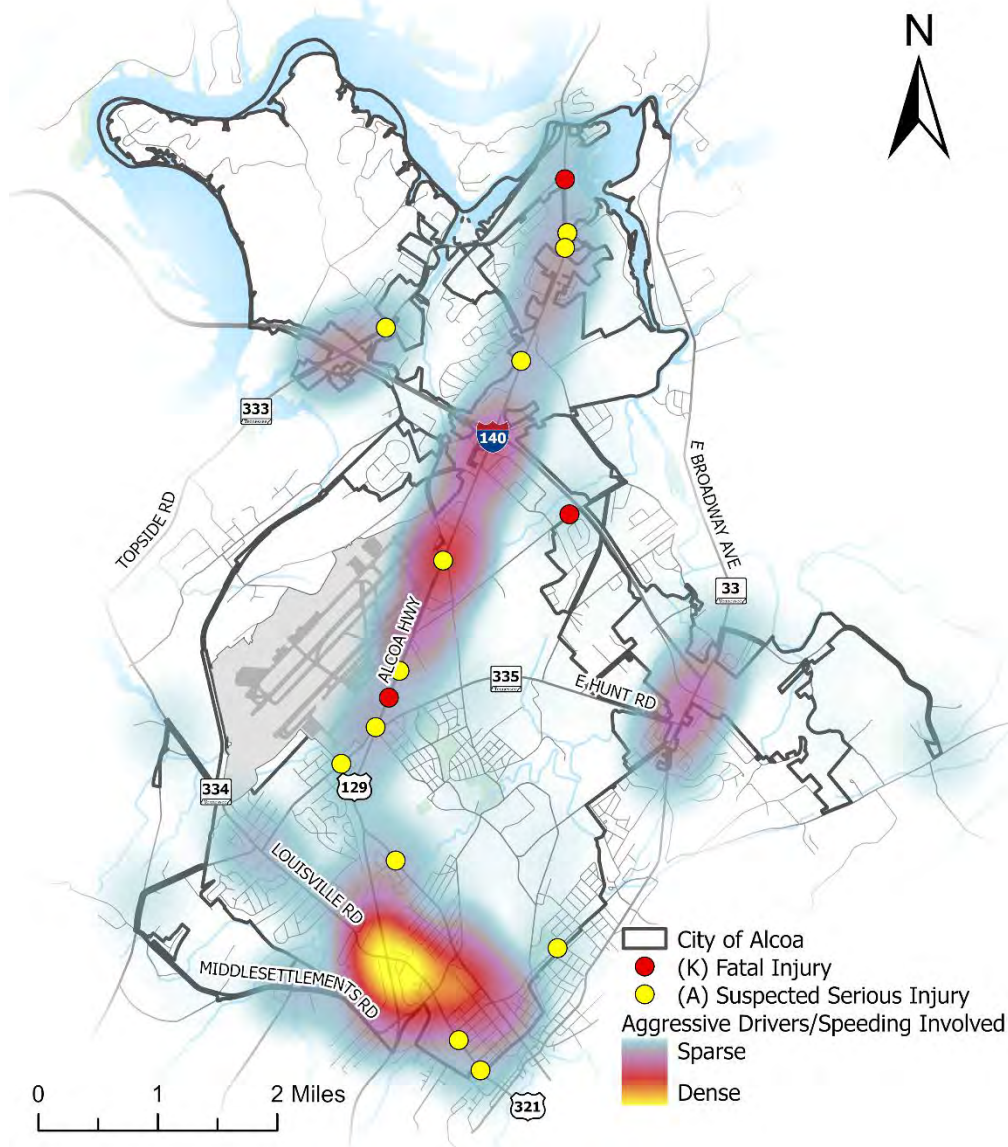 N
333
140
E BROADWAY AVE
TOPSIDE RD
33
ALCOA HWY
335
E HUNT RD
334
129
LOUISVILLE RD
MIDDLESETTLEMENTS RD
City of Alcoa
(K) Fatal Injury
(A) Suspected Serious Injury
Aggressive Drivers/Speeding Involved
Sparse
Dense
0 1 2 Miles
321